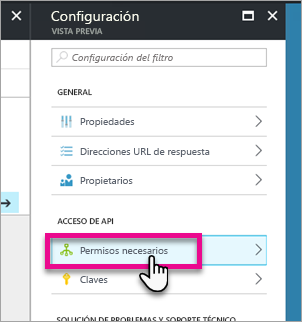 Configuración
VISTA PREVIA
Configuración del filtro
GENERAL
Propiedades
Direcciones URL de respuesta
Propietarios
ACCESO DE API
Permisos necesarios
Claves
SOLUCIÓN DE PROBLEMAS Y SOPORTE TÉCNICO